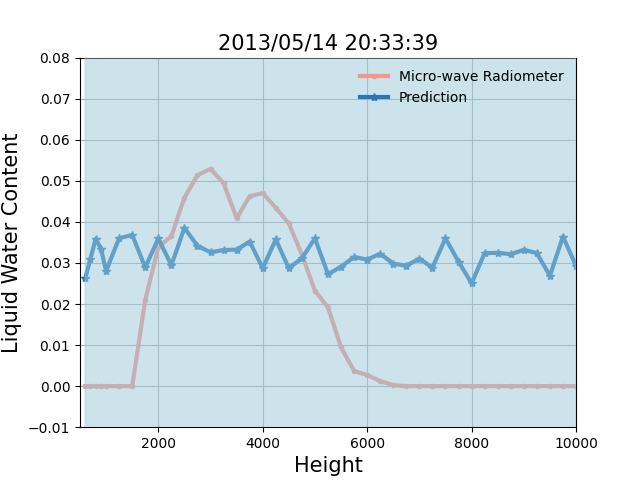 2013/05/14 20:33:39
Micro-wave Radiometer
Prediction
Liquid Water Content
0.08
0.07
0.06
0.05
0.04
0.03
0.02
0.01
0.00
−0.01
2000 4000 6000 8000 10000
Height